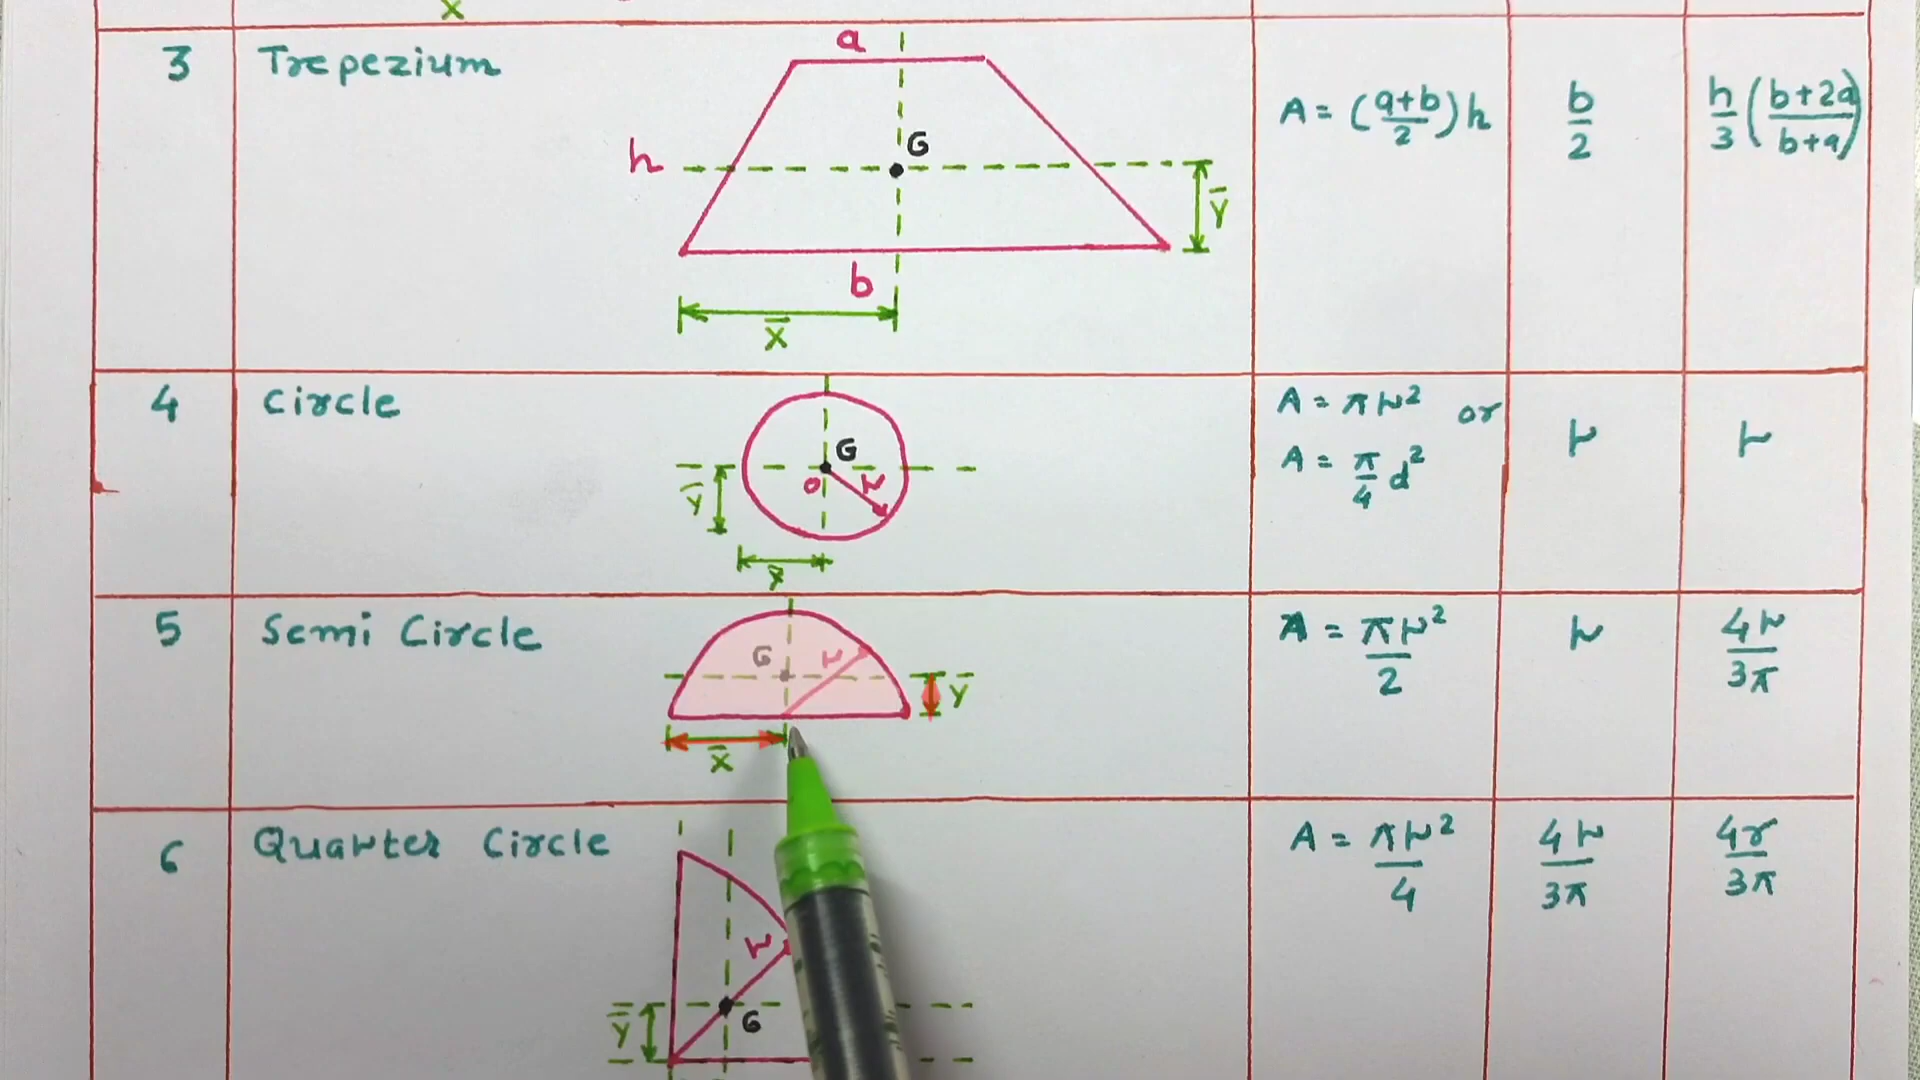 X
3 Trepezium a h G Y̅ b X̅ A = (a+b/2)h b/2 h/3 (b+2a/b+a)
4 Circle G o r Y̅ X̅ A = πr² or r r
A = π/4 d²
5 Semi Circle G r Y̅ X̅ A = πr²/2 r 4r/3π
6 Quarter Circle r G Y̅ A = πr²/4 4r/3π 4r/3π